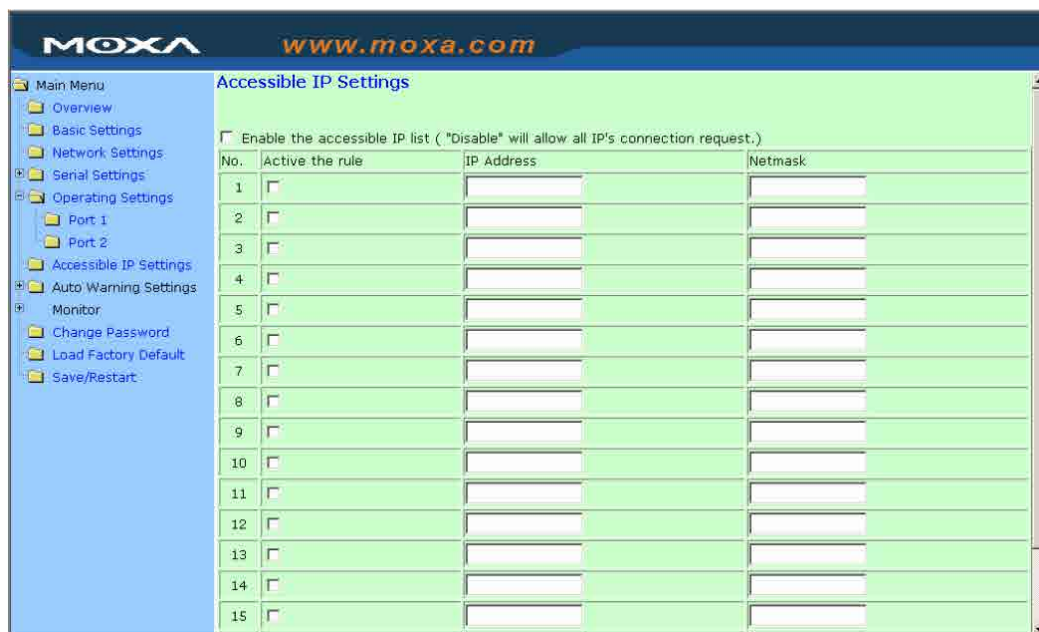 MOXA www.moxa.com
Main Menu
Overview
Basic Settings
Network Settings
Serial Settings
Operating Settings
Port 1
Port 2
Accessible IP Settings
Auto Warning Settings
Monitor
Change Password
Load Factory Default
Save/Restart
Accessible IP Settings
Enable the accessible IP list ( "Disable" will allow all IP's connection request.)
No. Active the rule IP Address Netmask
1
2
3
4
5
6
7
8
9
10
11
12
13
14
15